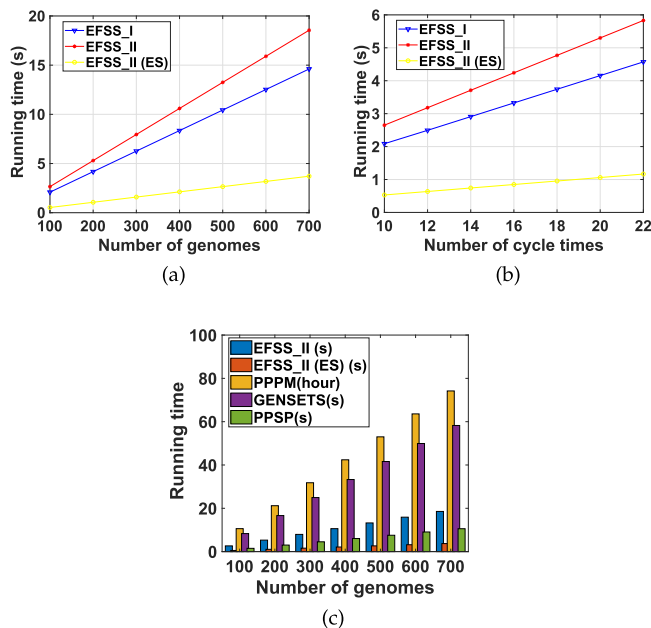 20
15
10
5
0
Running time (s)
EFSS_I
EFSS_II
EFSS_II (ES)
100 200 300 400 500 600 700
Number of genomes
(a)
6
5
4
3
2
1
0
Running time (s)
EFSS_I
EFSS_II
EFSS_II (ES)
10 12 14 16 18 20 22
Number of cycle times
(b)
100
80
60
40
20
0
Running time
EFSS_II (s)
EFSS_II (ES) (s)
PPPM(hour)
GENSETS(s)
PPSP(s)
100 200 300 400 500 600 700
Number of genomes
(c)